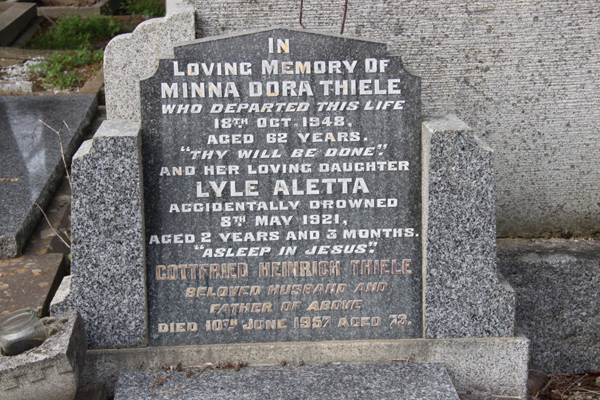 IN
LOVING MEMORY OF
MINNA DORA THIELE
WHO DEPARTED THIS LIFE
18TH OCT. 1948.
AGED 62 YEARS.
"THY WILL BE DONE".
AND HER LOVING DAUGHTER
LYLE ALETTA
ACCIDENTALLY DROWNED
8TH MAY 1921,
AGED 2 YEARS AND 3 MONTHS.
"ASLEEP IN JESUS".
GOTTFRIED HEINRICH THIELE
BELOVED HUSBAND AND
FATHER OF ABOVE
DIED 10TH JUNE 1957 AGED 73.